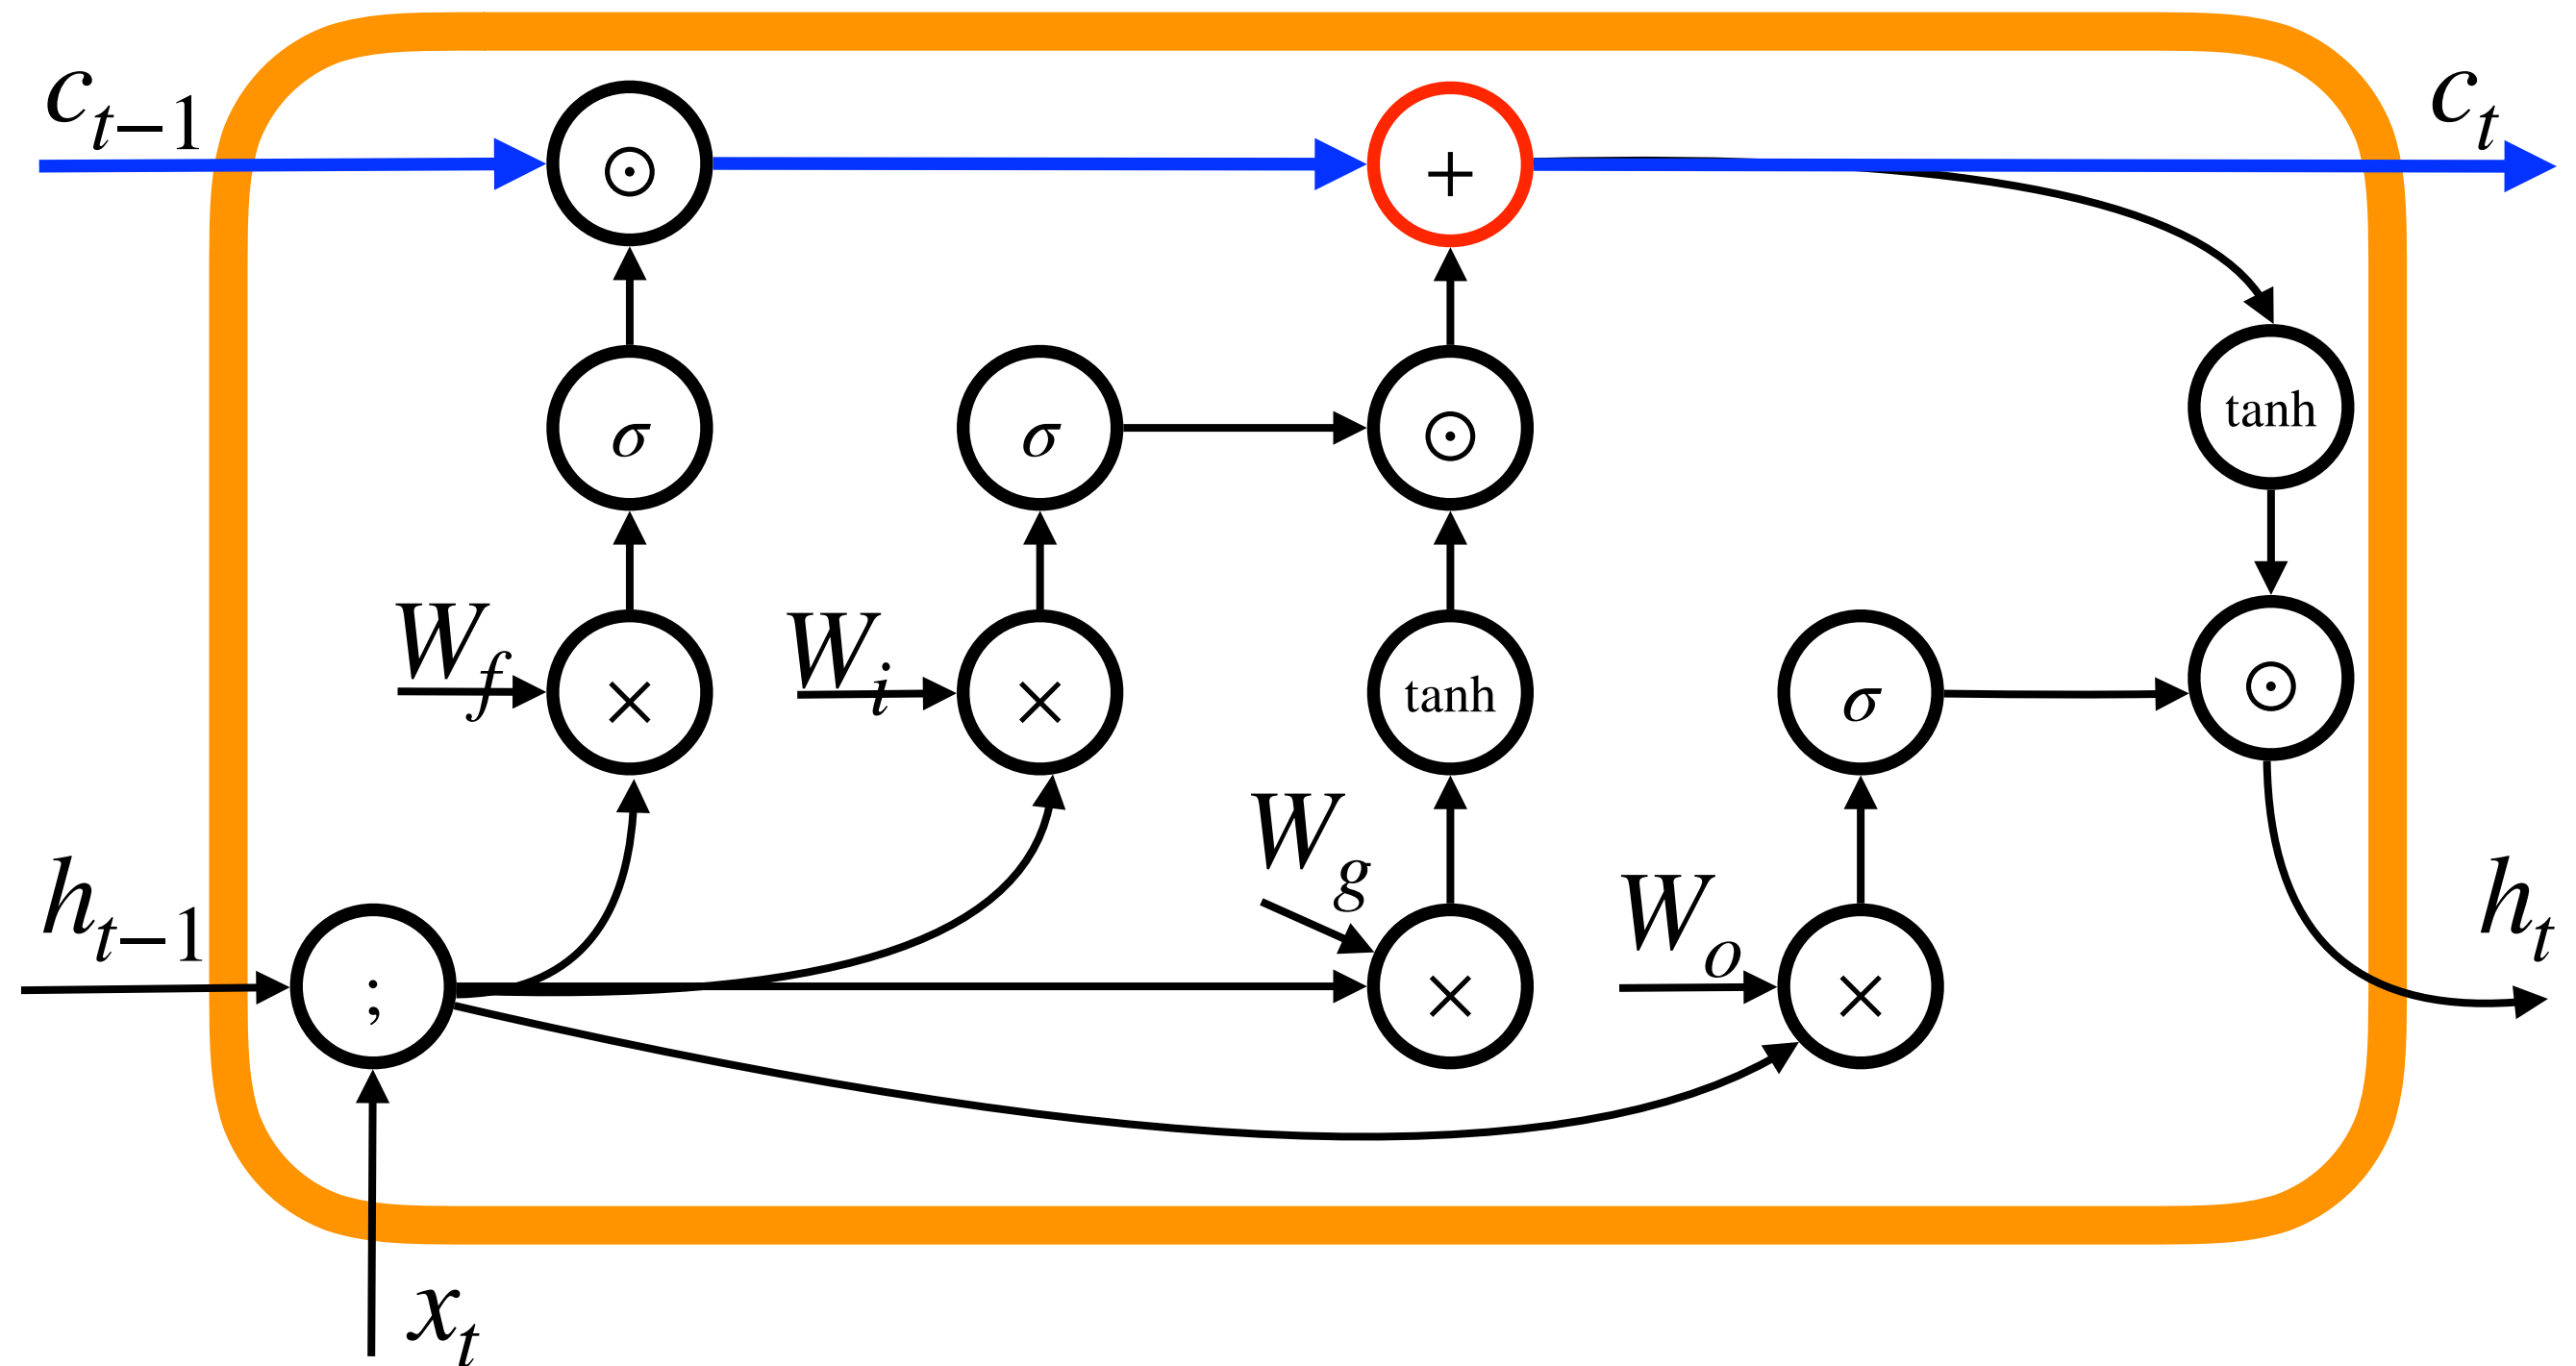 c_{t−1}
c_t
⊙
+
σ
σ
⊙
tanh
W_f
×
W_i
×
tanh
σ
⊙
W_g
h_{t−1}
;
×
W_o
×
h_t
x_t